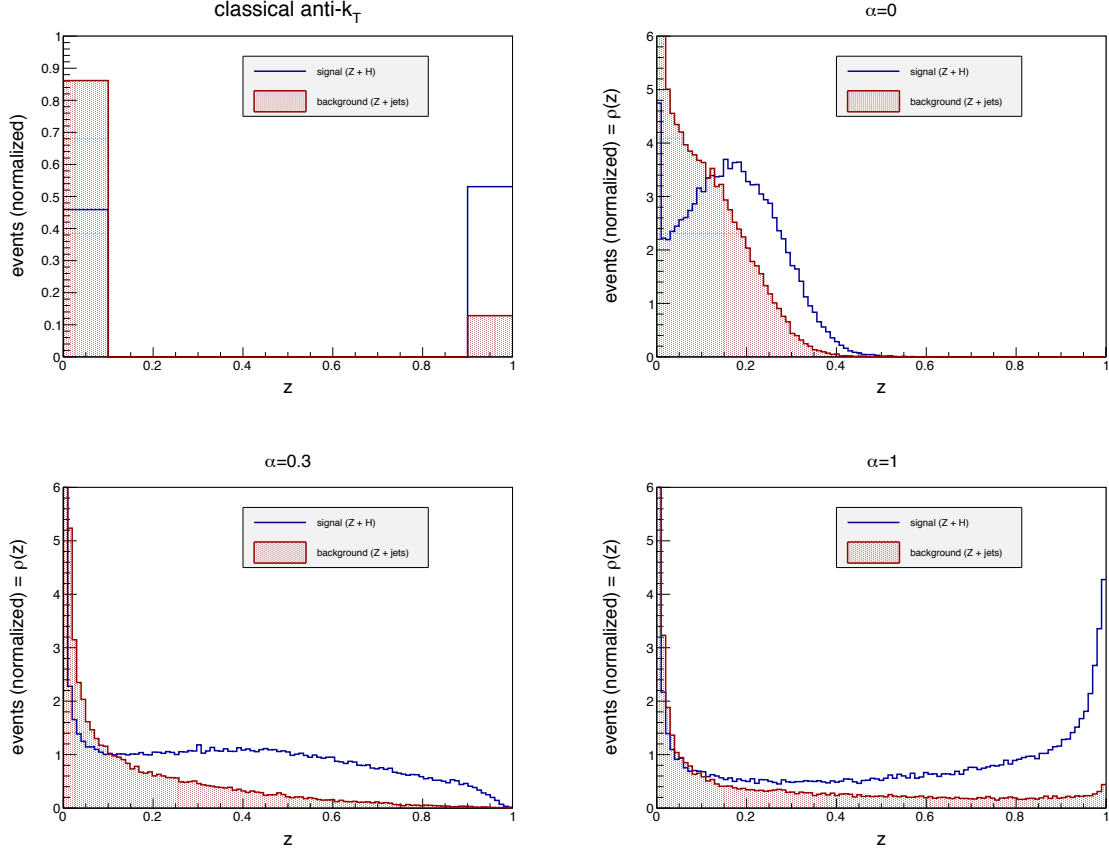 classical anti-k_T
events (normalized)
1
0.9
0.8
0.7
0.6
0.5
0.4
0.3
0.2
0.1
0
signal (Z + H)
background (Z + jets)
0 0.2 0.4 0.6 0.8 1
z
α=0
events (normalized) = ρ(z)
6
5
4
3
2
1
0
signal (Z + H)
background (Z + jets)
0 0.2 0.4 0.6 0.8 1
z
α=0.3
events (normalized) = ρ(z)
6
5
4
3
2
1
0
signal (Z + H)
background (Z + jets)
0 0.2 0.4 0.6 0.8 1
z
α=1
events (normalized) = ρ(z)
6
5
4
3
2
1
0
signal (Z + H)
background (Z + jets)
0 0.2 0.4 0.6 0.8 1
z